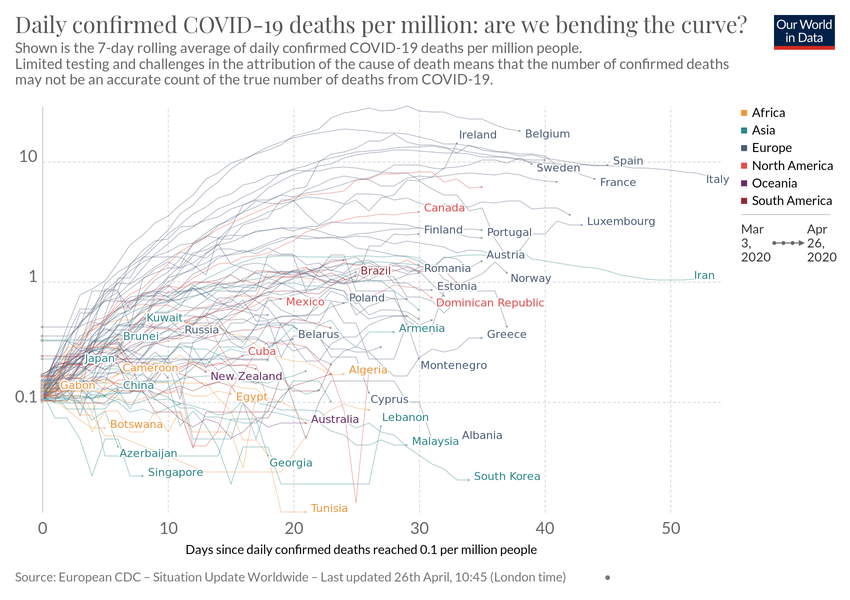 Daily confirmed COVID-19 deaths per million: are we bending the curve?
Our World
in Data
Shown is the 7-day rolling average of daily confirmed COVID-19 deaths per million people.
Limited testing and challenges in the attribution of the cause of death means that the number of confirmed deaths
may not be an accurate count of the true number of deaths from COVID-19.
Africa
Asia
Europe
North America
Oceania
South America
Mar
3,
2020
Apr
26,
2020
10
1
0.1
Ireland
Belgium
Spain
Sweden
Italy
France
Canada
Luxembourg
Finland
Portugal
Austria
Brazil
Romania
Norway
Iran
Estonia
Mexico
Poland
Dominican Republic
Kuwait
Russia
Armenia
Brunei
Belarus
Greece
Japan
Cuba
Cameroon
Algeria
Montenegro
New Zealand
Gabon
China
Egypt
Cyprus
Botswana
Australia
Lebanon
Albania
Malaysia
Azerbaijan
Georgia
Singapore
South Korea
Tunisia
0
10
20
30
40
50
Days since daily confirmed deaths reached 0.1 per million people
Source: European CDC – Situation Update Worldwide – Last updated 26th April, 10:45 (London time)